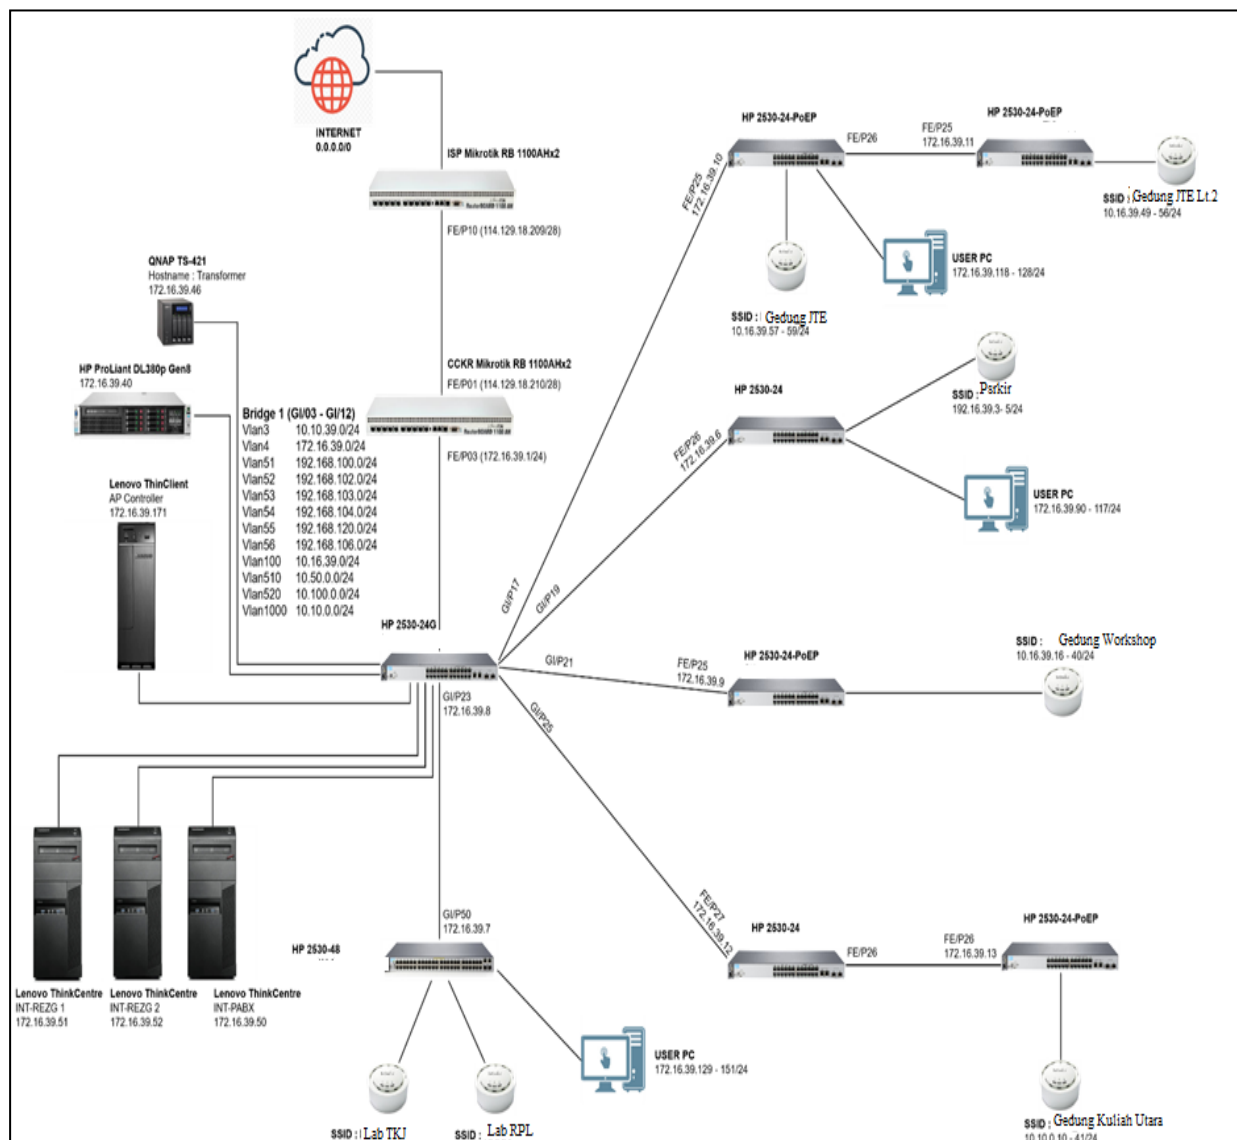 INTERNET
0.0.0.0/0
ISP Mikrotik RB 1100AHx2
FE/P10 (114.129.18.209/28)
QNAP TS-421
Hostname : Transformer
172.16.39.46
HP ProLiant DL380p Gen8
172.16.39.40
CCKR Mikrotik RB 1100AHx2
FE/P01 (114.129.18.210/28)
FE/P03 (172.16.39.1/24)
Bridge 1 (GI/03 - GI/12)
Vlan3 10.10.39.0/24
Vlan4 172.16.39.0/24
Vlan51 192.168.100.0/24
Vlan52 192.168.102.0/24
Vlan53 192.168.103.0/24
Vlan54 192.168.104.0/24
Vlan55 192.168.120.0/24
Vlan56 192.168.106.0/24
Vlan100 10.16.39.0/24
Vlan510 10.50.0.0/24
Vlan520 10.100.0.0/24
Vlan1000 10.10.0.0/24
Lenovo ThinClient
AP Controller
172.16.39.171
HP 2530-24G
GI/P23
172.16.39.8
GI/P17
GI/P19
GI/P21
GI/P25
HP 2530-24-PoEP
FE/P25
172.16.39.10
FE/P26
FE/P25
172.16.39.11
HP 2530-24-PoEP
SSID : Gedung JTE Lt.2
10.16.39.49 - 56/24
USER PC
172.16.39.118 - 128/24
SSID : Gedung JTE
10.16.39.57 - 59/24
HP 2530-24
FE/P26
172.16.39.6
SSID : Parkir
192.16.39.3- 5/24
USER PC
172.16.39.90 - 117/24
HP 2530-24-PoEP
FE/P25
172.16.39.9
SSID : Gedung Workshop
10.16.39.16 - 40/24
HP 2530-24
FE/P27
172.16.39.12
FE/P26
FE/P26
172.16.39.13
HP 2530-24-PoEP
SSID : Gedung Kuliah Utara
10.10.0.10 - 41/24
Lenovo ThinkCentre
INT-REZG 1
172.16.39.51
Lenovo ThinkCentre
INT-REZG 2
172.16.39.52
Lenovo ThinkCentre
INT-PABX
172.16.39.50
GI/P50
172.16.39.7
HP 2530-48
USER PC
172.16.39.129 - 151/24
SSID : Lab TKJ
SSID : Lab RPL